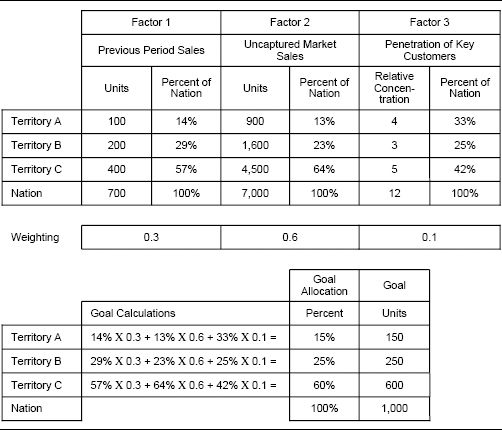 Factor 1 Factor 2 Factor 3
Previous Period Sales Uncaptured Market Sales Penetration of Key Customers
Units Percent of Nation Units Percent of Nation Relative Concen-tration Percent of Nation
Territory A 100 14% 900 13% 4 33%
Territory B 200 29% 1,600 23% 3 25%
Territory C 400 57% 4,500 64% 5 42%
Nation 700 100% 7,000 100% 12 100%
Weighting 0.3 0.6 0.1
Goal Allocation Goal
Goal Calculations Percent Units
Territory A 14% X 0.3 + 13% X 0.6 + 33% X 0.1 = 15% 150
Territory B 29% X 0.3 + 23% X 0.6 + 25% X 0.1 = 25% 250
Territory C 57% X 0.3 + 64% X 0.6 + 42% X 0.1 = 60% 600
Nation 100% 1,000